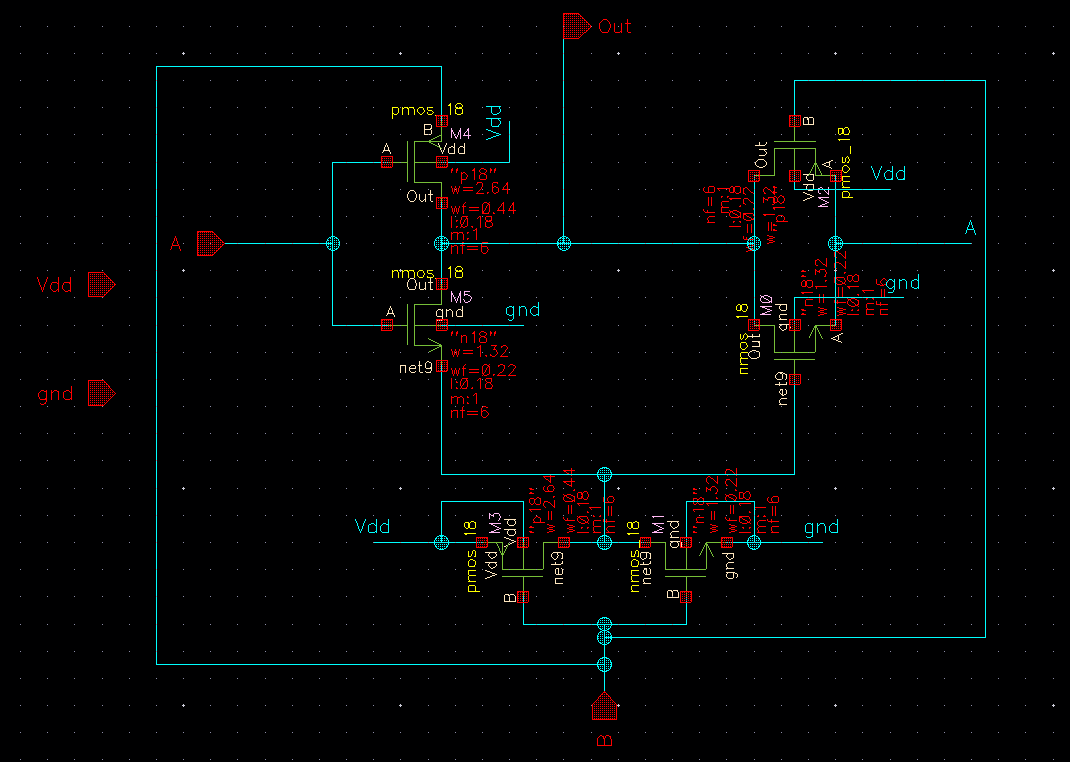 Out
pmos_18
B
M4
Vdd
A
Vdd
"p18"
w=2.64
wf=0.44
l:0.18
m:1
nf=6
Out
A
Vdd
gnd
nmos_18
Out
M5
A
gnd
gnd
"n18"
w=1.32
wf=0.22
l:0.18
m:1
nf=6
net9
B
Out
pmos_18
A
Vdd
M2
Vdd
nf=6
m:1
l:0.18
wf=0.22
w=1.32
"p18"
A
gnd
"n18"
w=1.32
wf=0.22
l:0.18
m:1
nf=6
M0
gnd
nmos_18
Out
A
net9
Vdd
pmos_18
M3
Vdd
Vdd
"p18"
w=2.64
wf=0.44
l:0.18
m:1
nf=6
net9
B
nmos_18
net9
M1
gnd
"n18"
w=1.32
wf=0.22
l:0.18
m:1
nf=6
gnd
gnd
B
B